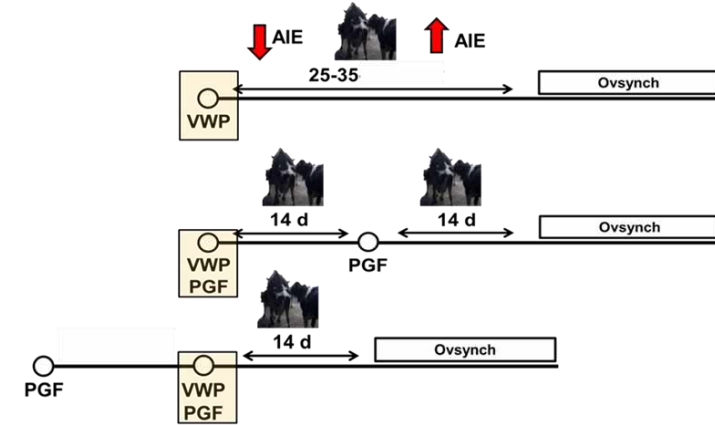 AIE
AIE
25-35
Ovsynch
VWP
14 d
14 d
Ovsynch
VWP
PGF
PGF
14 d
Ovsynch
PGF
VWP
PGF